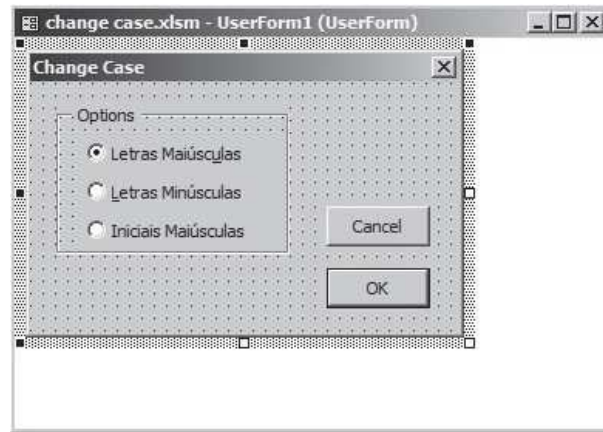 change case.xlsm - UserForm1 (UserForm)
Change Case
Options
Letras Maiúsculas
Letras Minúsculas
Iniciais Maiúsculas
Cancel
OK